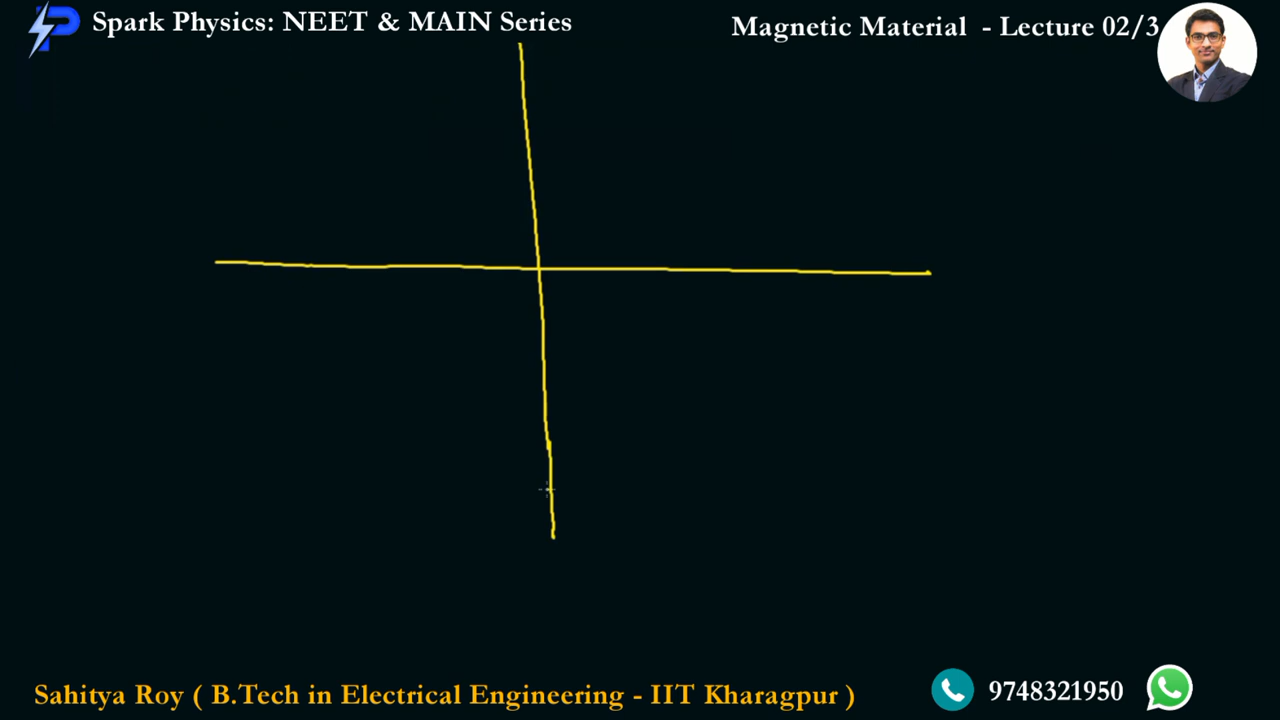 Spark Physics: NEET & MAIN Series
Magnetic Material - Lecture 02/3
Sahitya Roy ( B.Tech in Electrical Engineering - IIT Kharagpur )
9748321950